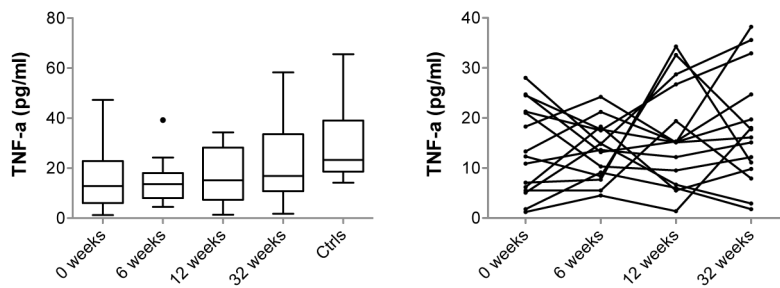 TNF-a (pg/ml)
80
60
40
20
0
0 weeks
6 weeks
12 weeks
32 weeks
Ctrls
TNF-a (pg/ml)
40
30
20
10
0
0 weeks
6 weeks
12 weeks
32 weeks